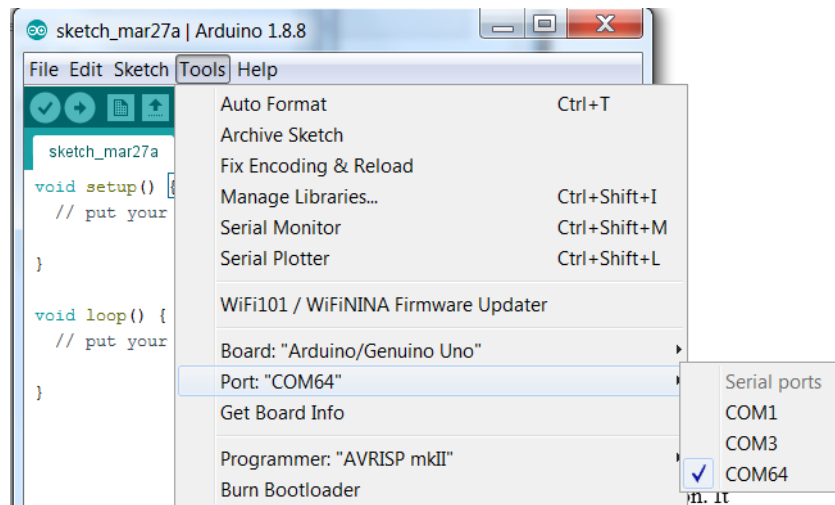 sketch_mar27a | Arduino 1.8.8
File Edit Sketch Tools Help
sketch_mar27a
void setup() {
// put your
}
void loop() {
// put your
}
Auto Format Ctrl+T
Archive Sketch
Fix Encoding & Reload
Manage Libraries... Ctrl+Shift+I
Serial Monitor Ctrl+Shift+M
Serial Plotter Ctrl+Shift+L
WiFi101 / WiFiNINA Firmware Updater
Board: "Arduino/Genuino Uno"
Port: "COM64"
Get Board Info
Programmer: "AVRISP mkII"
Burn Bootloader
Serial ports
COM1
COM3
COM64
It